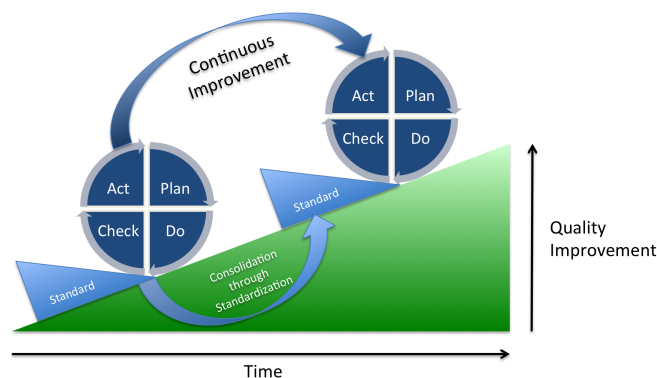 Continuous
Improvement
Act
Plan
Check
Do
Act
Plan
Check
Do
Standard
Standard
Consolidation
through
Standardization
Quality
Improvement
Time